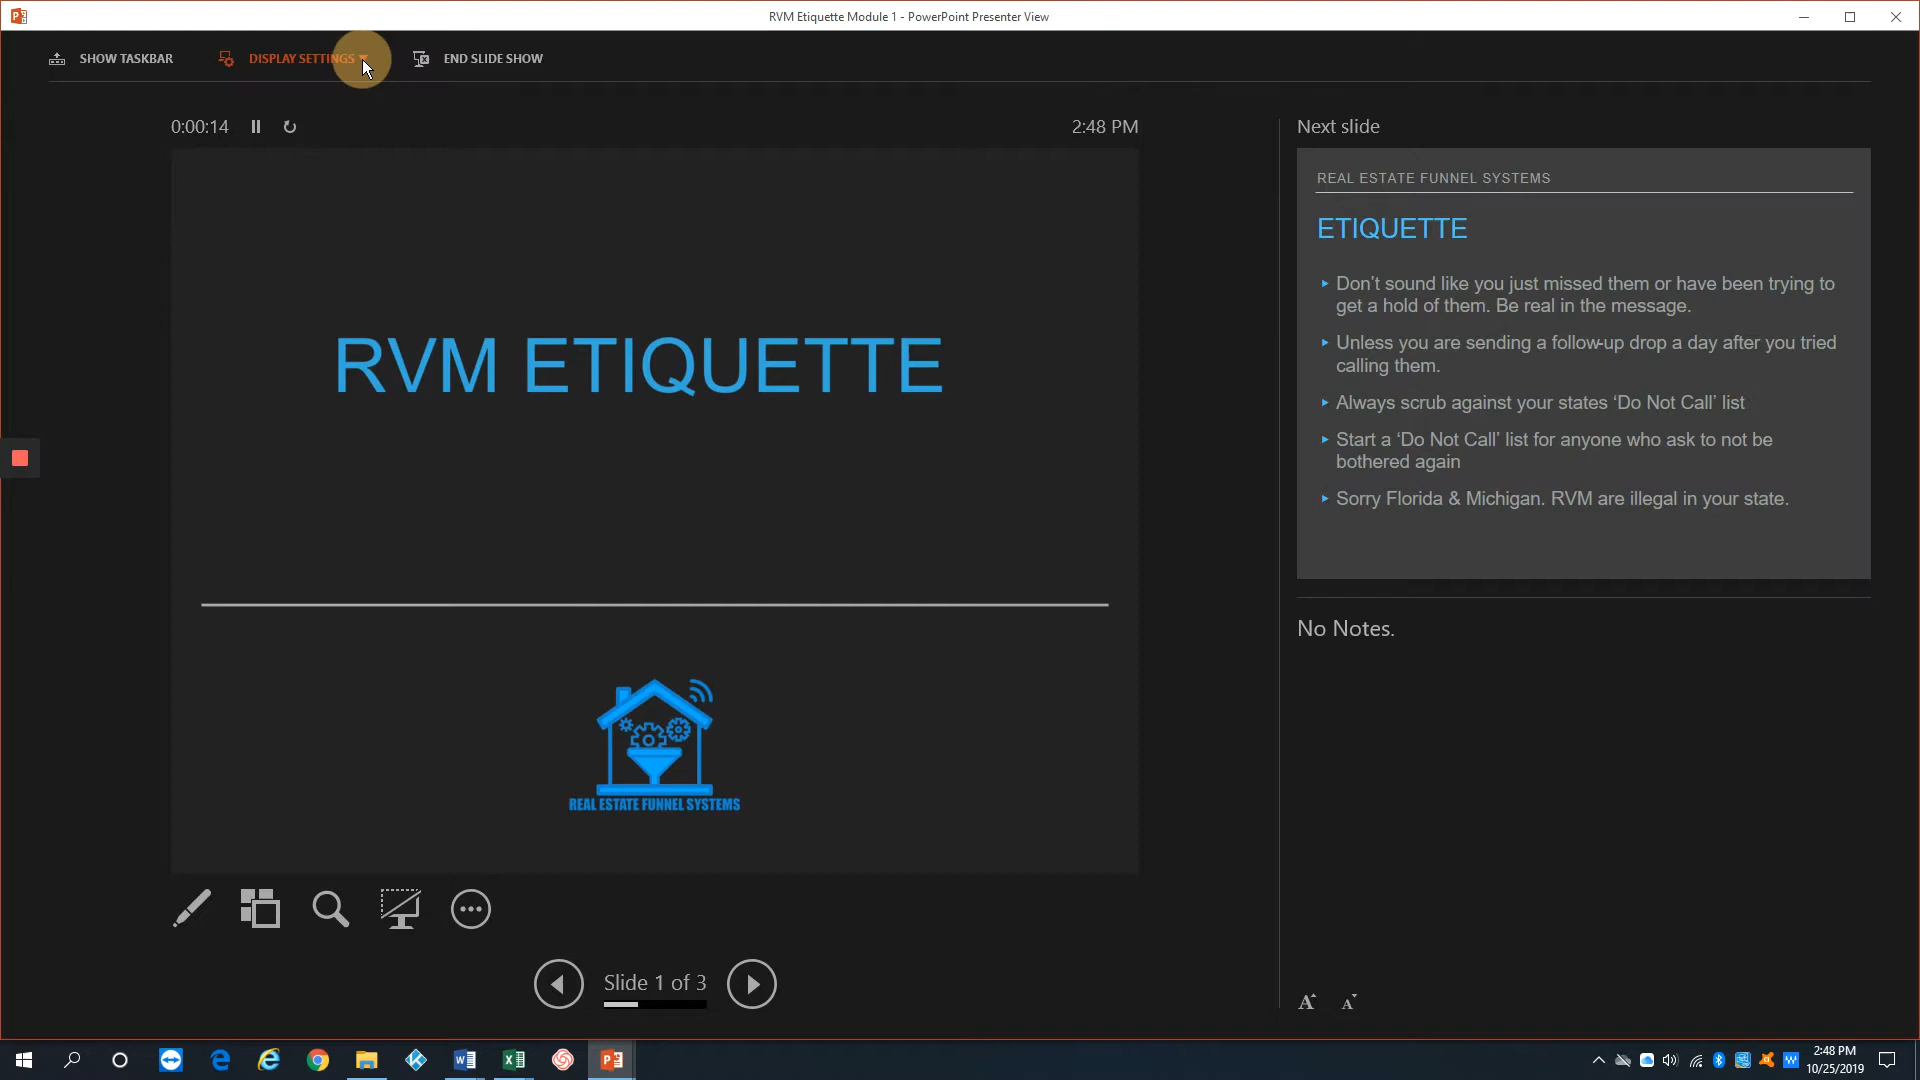 RVM Etiquette Module 1 - PowerPoint Presenter View
SHOW TASKBAR
DISPLAY SETTINGS
END SLIDE SHOW
0:00:14
2:48 PM
RVM ETIQUETTE
REAL ESTATE FUNNEL SYSTEMS
Slide 1 of 3
Next slide
REAL ESTATE FUNNEL SYSTEMS
ETIQUETTE
Don’t sound like you just missed them or have been trying to
get a hold of them. Be real in the message.
Unless you are sending a follow-up drop a day after you tried
calling them.
Always scrub against your states ‘Do Not Call’ list
Start a ‘Do Not Call’ list for anyone who ask to not be
bothered again
Sorry Florida & Michigan. RVM are illegal in your state.
No Notes.
A A
2:48 PM
10/25/2019